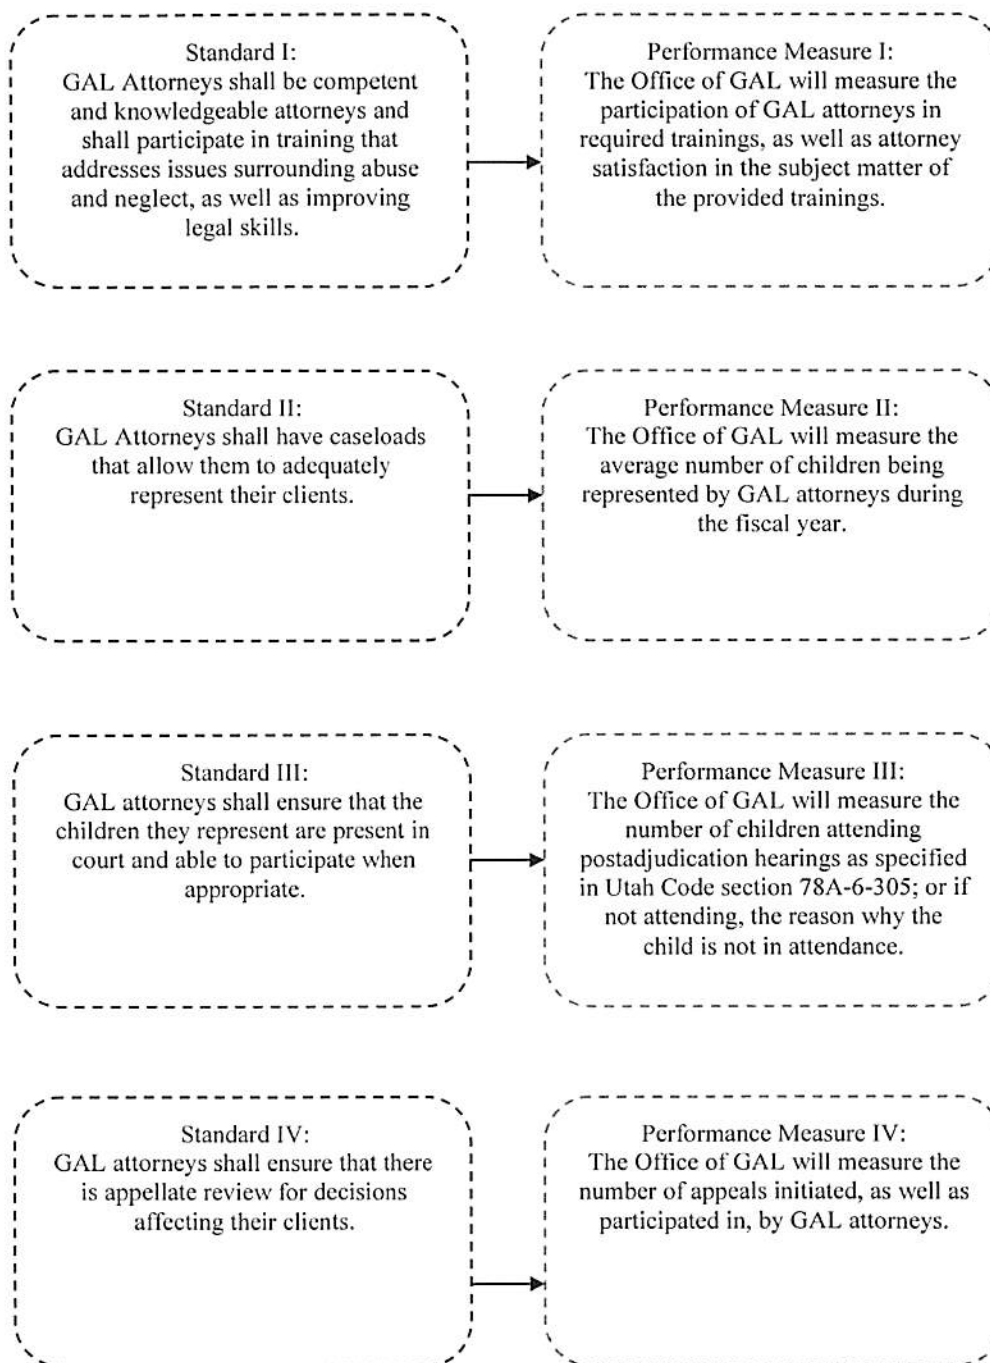 Standard I:
GAL Attorneys shall be competent
and knowledgeable attorneys and
shall participate in training that
addresses issues surrounding abuse
and neglect, as well as improving
legal skills.
Performance Measure I:
The Office of GAL will measure the
participation of GAL attorneys in
required trainings, as well as attorney
satisfaction in the subject matter of
the provided trainings.
Standard II:
GAL Attorneys shall have caseloads
that allow them to adequately
represent their clients.
Performance Measure II:
The Office of GAL will measure the
average number of children being
represented by GAL attorneys during
the fiscal year.
Standard III:
GAL attorneys shall ensure that the
children they represent are present in
court and able to participate when
appropriate.
Performance Measure III:
The Office of GAL will measure the
number of children attending
postadjudication hearings as specified
in Utah Code section 78A-6-305; or if
not attending, the reason why the
child is not in attendance.
Standard IV:
GAL attorneys shall ensure that there
is appellate review for decisions
affecting their clients.
Performance Measure IV:
The Office of GAL will measure the
number of appeals initiated, as well as
participated in, by GAL attorneys.